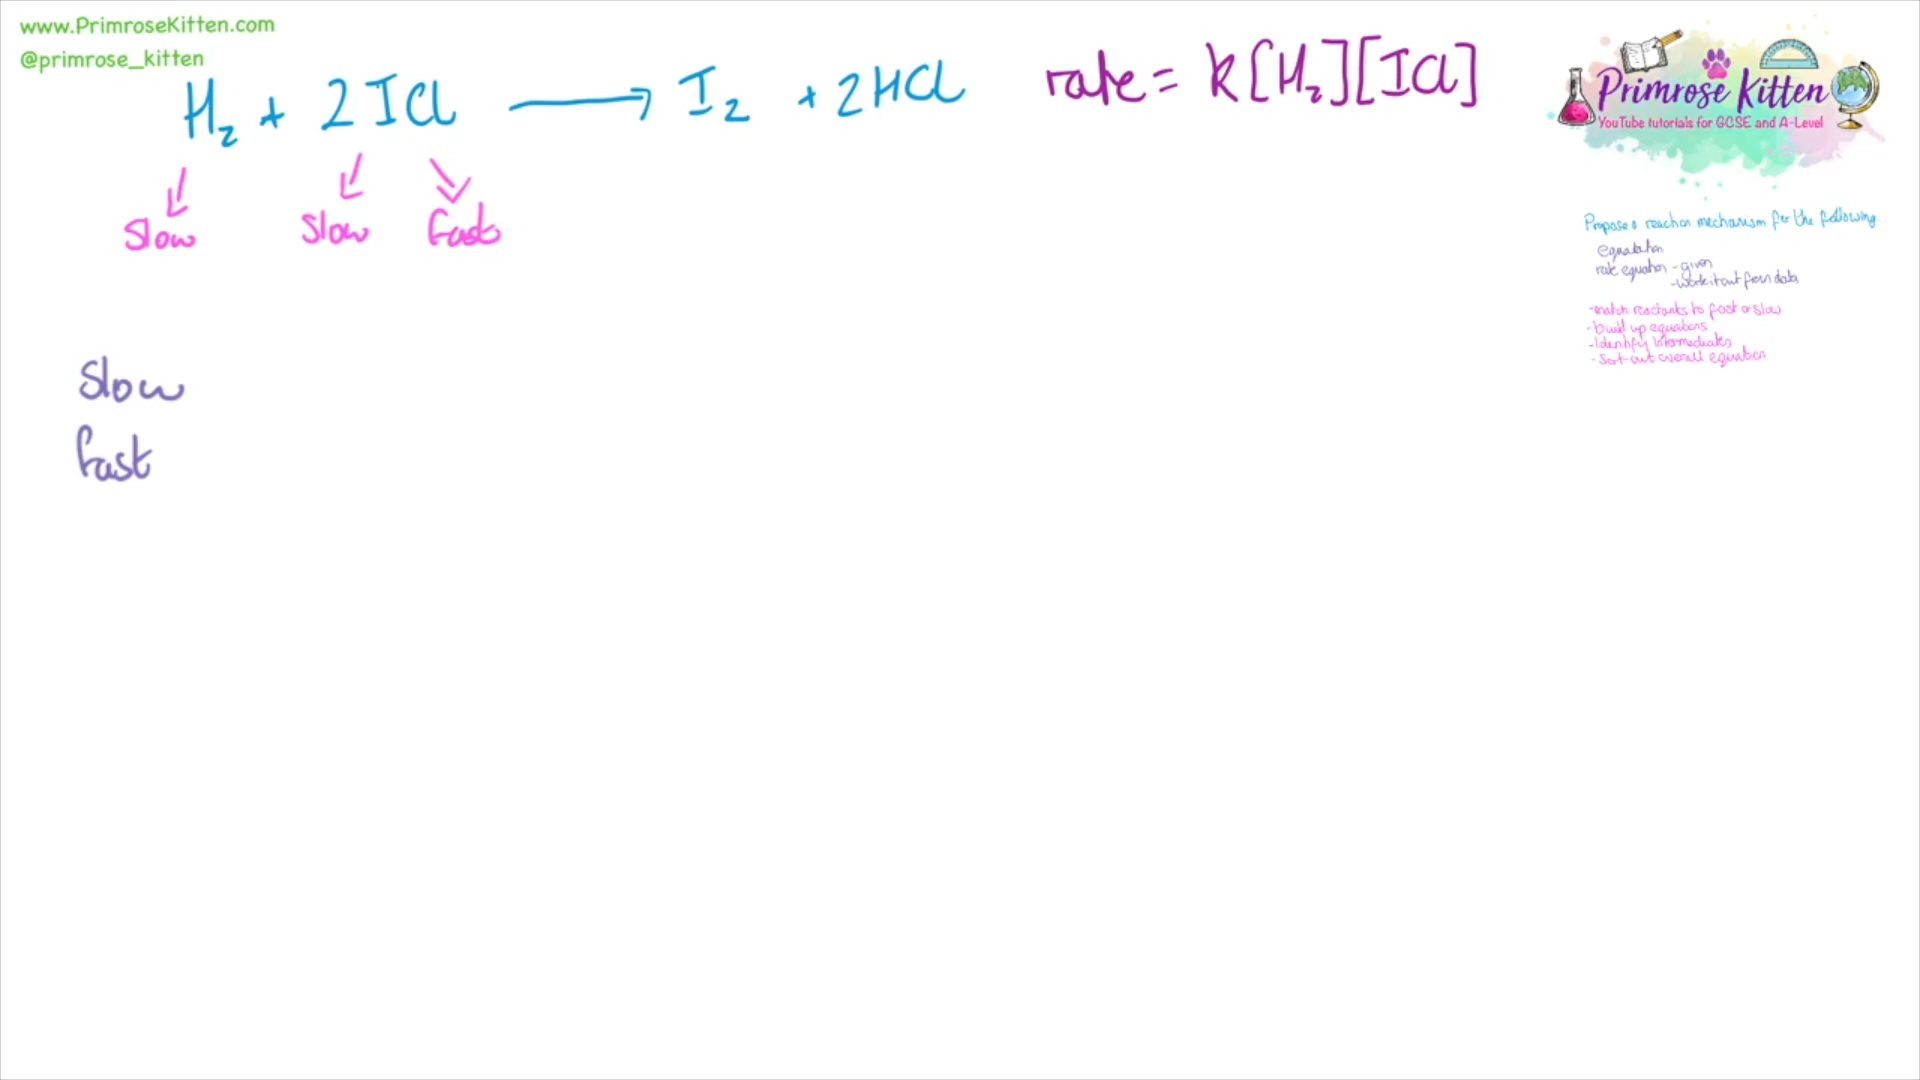 www.PrimroseKitten.com
@primrose_kitten
H₂ + 2ICl → I₂ + 2HCl rate = k[H₂][ICl]
Slow Slow Fast
Slow
Fast
Primrose Kitten
YouTube tutorials for GCSE and A-Level
Propose a reaction mechanism for the following
equation
rate equation - given
- work it out from data
- match reactants to fast or slow
- build up equations
- Identify Intermediates
- Sort out overall equation